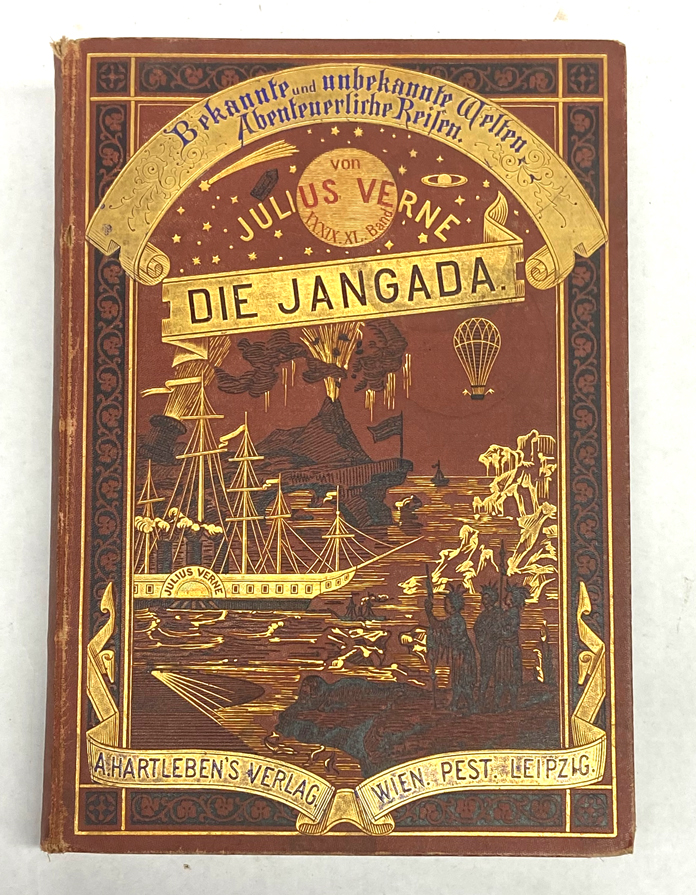 Bekannte und unbekannte Welten
Abenteuerliche Reisen.
von
JULIUS VERNE
XXXIX. XL. Band
DIE JANGADA.
JULIUS VERNE
A. HARTLEBEN'S VERLAG,
WIEN. PEST. LEIPZIG.